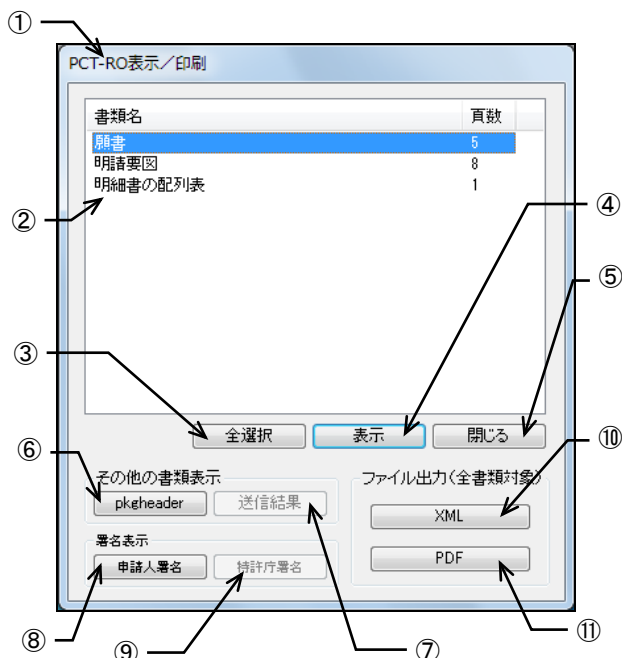 ①
PCT-RO表示／印刷
書類名 頁数
願書 5
明請要図 8
明細書の配列表 1
②
④
⑤
③
全選択 表示 閉じる
⑩
⑥
その他の書類表示 ファイル出力(全書類対象)
pkgheader 送信結果 XML
署名表示
申請人署名 特許庁署名 PDF
⑧
⑨
⑦
⑪